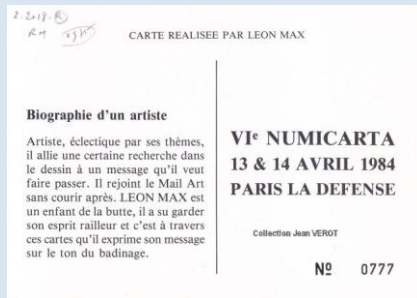 2.2018.
RM
CARTE REALISEE PAR LEON MAX
Biographie d'un artiste
Artiste, éclectique par ses thèmes,
il allie une certaine recherche dans
le dessin à un message qu'il veut
faire passer. Il rejoint le Mail Art
sans courir après. LEON MAX est
un enfant de la butte, il a su garder
son esprit railleur et c'est à travers
ces cartes qu'il exprime son message
sur le ton du badinage.
VIe NUMICARTA
13 & 14 AVRIL 1984
PARIS LA DEFENSE
Collection Jean VEROT
Nº 0777